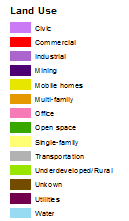 Land Use
Civic
Commercial
Industrial
Mining
Mobile homes
Multi-family
Office
Open space
Single-family
Transportation
Underdeveloped/Rural
Unkown
Utilities
Water